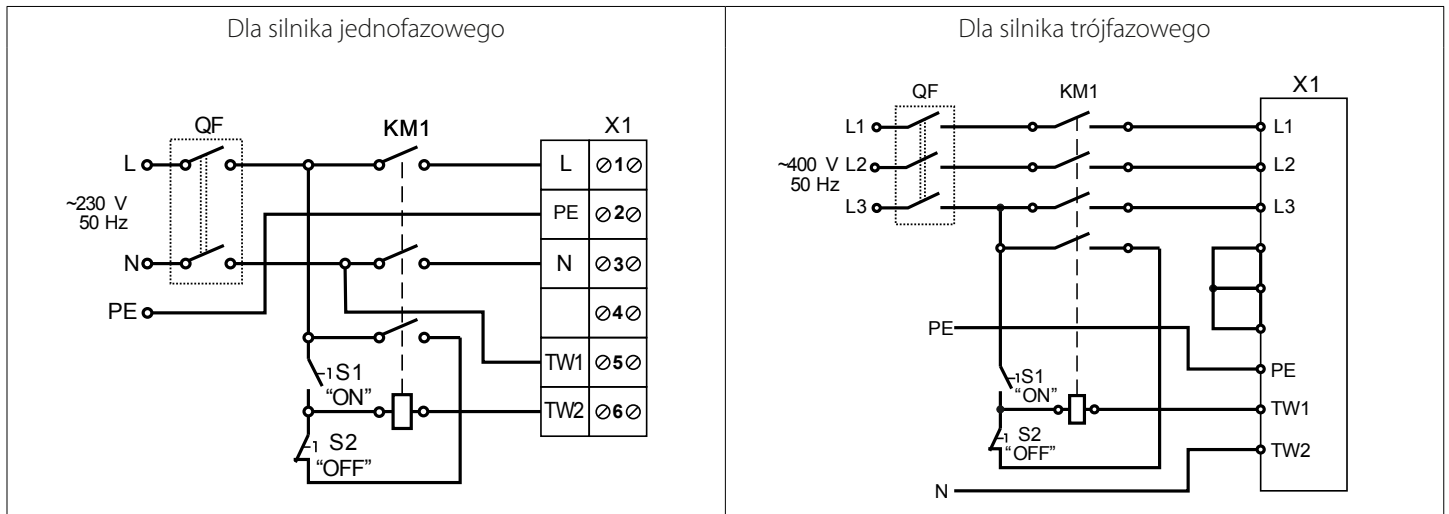 Dla silnika jednofazowego
QF
KM1
X1
L
L
1
~230 V
50 Hz
PE
2
N
N
3
PE
4
S1
“ON”
TW1
5
TW2
6
S2
“OFF”
Dla silnika trójfazowego
QF
KM1
X1
L1
L1
~400 V
50 Hz
L2
L2
L3
L3
PE
PE
S1
“ON”
TW1
S2
“OFF”
TW2
N